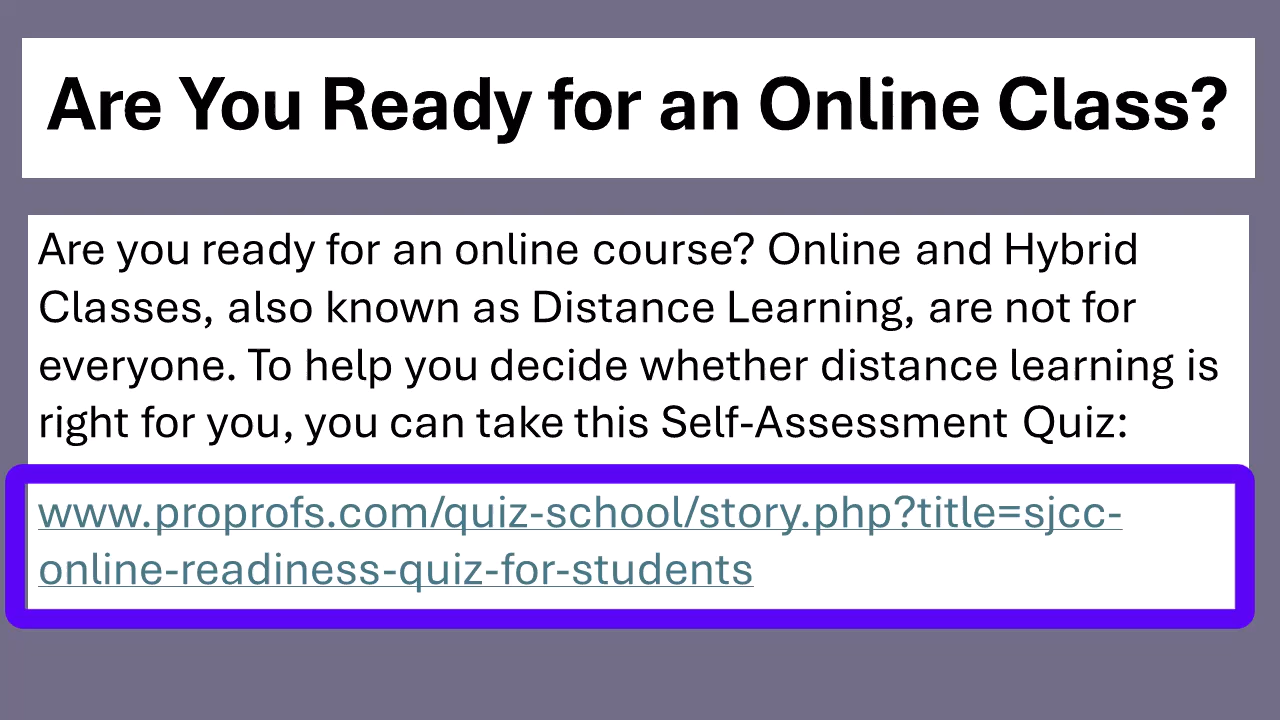 Are You Ready for an Online Class?
Are you ready for an online course? Online and Hybrid
Classes, also known as Distance Learning, are not for
everyone. To help you decide whether distance learning is
right for you, you can take this Self-Assessment Quiz:
www.proprofs.com/quiz-school/story.php?title=sjcc-
online-readiness-quiz-for-students